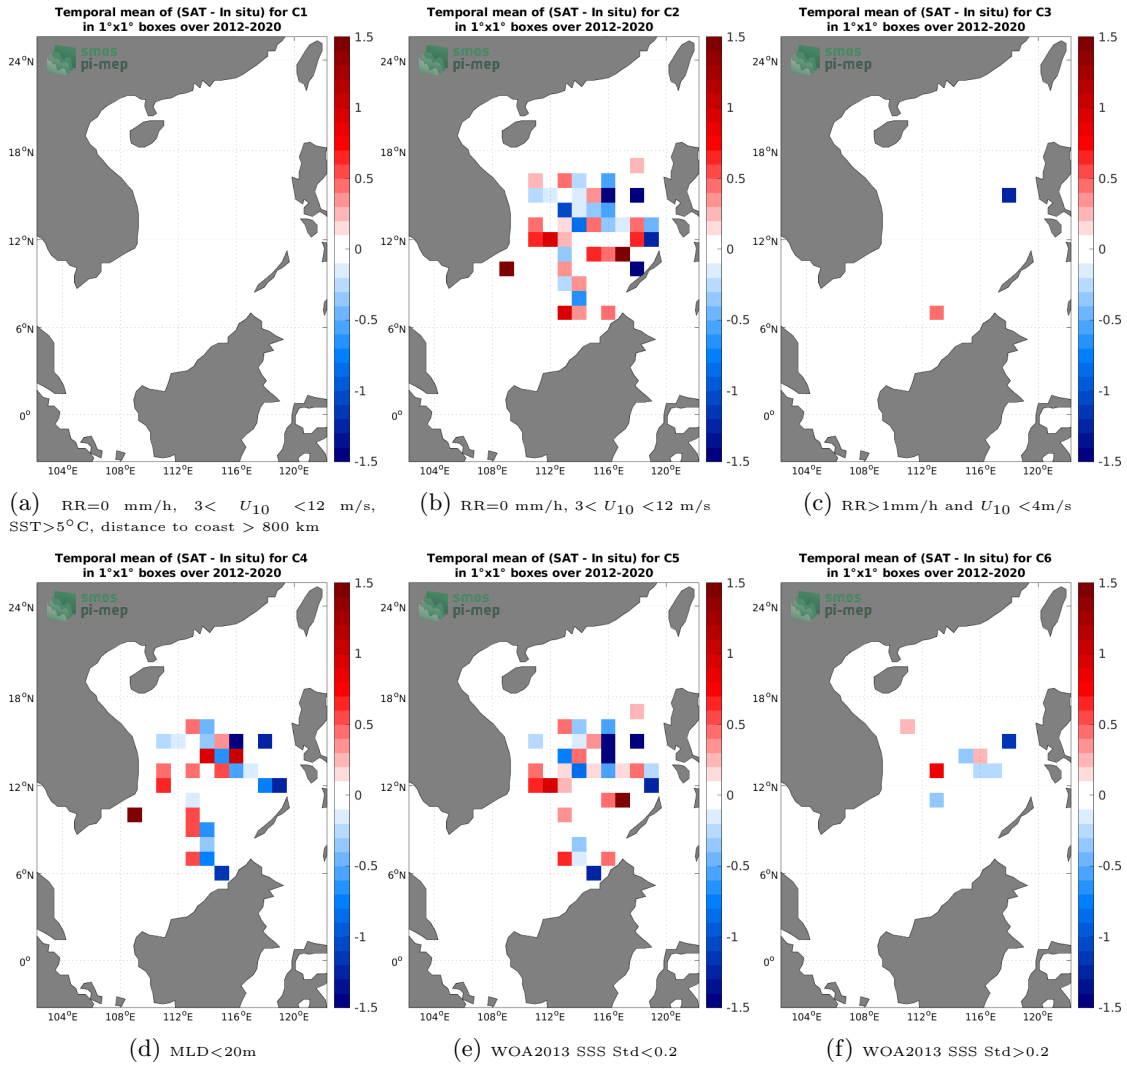 Temporal mean of (SAT - In situ) for C1
in 1°x1° boxes over 2012-2020
smos
pi-mep
24°N
18°N
12°N
6°N
0°
104°E 108°E 112°E 116°E 120°E
1.5
1
0.5
0
-0.5
-1
-1.5
(a) RR=0 mm/h, 3< U10 <12 m/s,
SST>5°C, distance to coast > 800 km
Temporal mean of (SAT - In situ) for C2
in 1°x1° boxes over 2012-2020
smos
pi-mep
24°N
18°N
12°N
6°N
0°
104°E 108°E 112°E 116°E 120°E
1.5
1
0.5
0
-0.5
-1
-1.5
(b) RR=0 mm/h, 3< U10 <12 m/s
Temporal mean of (SAT - In situ) for C3
in 1°x1° boxes over 2012-2020
smos
pi-mep
24°N
18°N
12°N
6°N
0°
104°E 108°E 112°E 116°E 120°E
1.5
1
0.5
0
-0.5
-1
-1.5
(c) RR>1mm/h and U10 <4m/s
Temporal mean of (SAT - In situ) for C4
in 1°x1° boxes over 2012-2020
smos
pi-mep
24°N
18°N
12°N
6°N
0°
104°E 108°E 112°E 116°E 120°E
1.5
1
0.5
0
-0.5
-1
-1.5
(d) MLD<20m
Temporal mean of (SAT - In situ) for C5
in 1°x1° boxes over 2012-2020
smos
pi-mep
24°N
18°N
12°N
6°N
0°
104°E 108°E 112°E 116°E 120°E
1.5
1
0.5
0
-0.5
-1
-1.5
(e) WOA2013 SSS Std<0.2
Temporal mean of (SAT - In situ) for C6
in 1°x1° boxes over 2012-2020
smos
pi-mep
24°N
18°N
12°N
6°N
0°
104°E 108°E 112°E 116°E 120°E
1.5
1
0.5
0
-0.5
-1
-1.5
(f) WOA2013 SSS Std>0.2